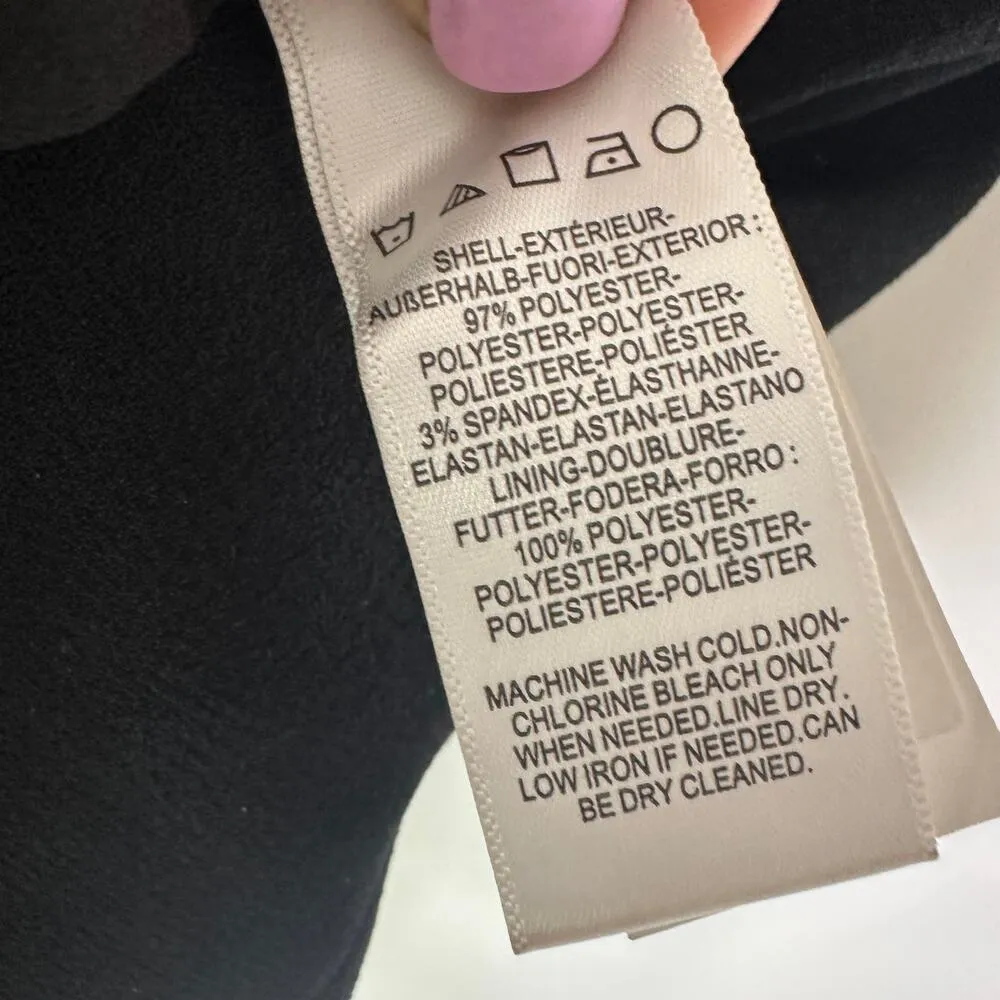 SHELL-EXTÉRIEUR-
AUßERHALB-FUORI-EXTERIOR :
97% POLYESTER-
POLYESTER-POLYESTER-
POLIESTERE-POLIÉSTER
3% SPANDEX-ÉLASTHANNE-
ELASTAN-ELASTAN-ELASTANO
LINING-DOUBLURE-
FUTTER-FODERA-FORRO :
100% POLYESTER-
POLYESTER-POLYESTER-
POLIESTERE-POLIÉSTER
MACHINE WASH COLD.NON-
CHLORINE BLEACH ONLY
WHEN NEEDED.LINE DRY.
LOW IRON IF NEEDED.CAN
BE DRY CLEANED.